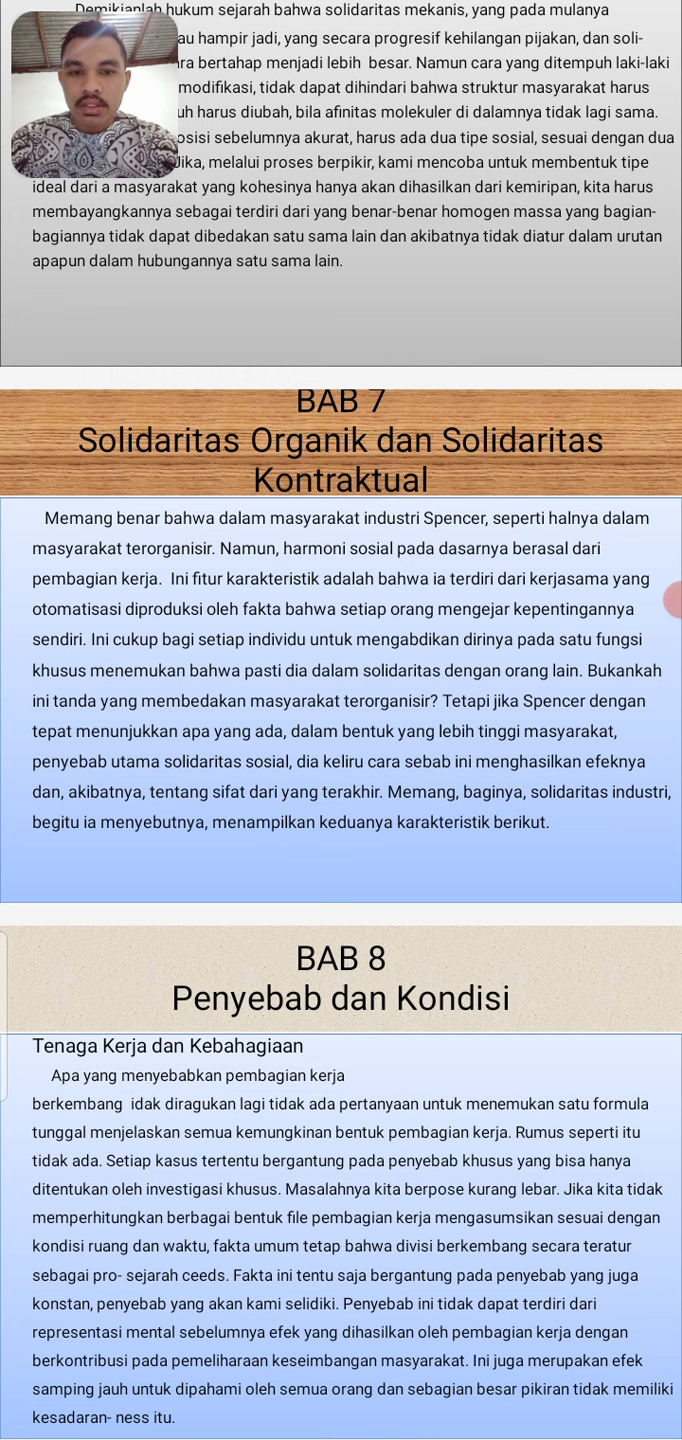 Demikianlah hukum sejarah bahwa solidaritas mekanis, yang pada mulanya
au hampir jadi, yang secara progresif kehilangan pijakan, dan soli-
ra bertahap menjadi lebih besar. Namun cara yang ditempuh laki-laki
modifikasi, tidak dapat dihindari bahwa struktur masyarakat harus
uh harus diubah, bila afinitas molekuler di dalamnya tidak lagi sama.
osisi sebelumnya akurat, harus ada dua tipe sosial, sesuai dengan dua
Jika, melalui proses berpikir, kami mencoba untuk membentuk tipe
ideal dari a masyarakat yang kohesinya hanya akan dihasilkan dari kemiripan, kita harus
membayangkannya sebagai terdiri dari yang benar-benar homogen massa yang bagian-
bagiannya tidak dapat dibedakan satu sama lain dan akibatnya tidak diatur dalam urutan
apapun dalam hubungannya satu sama lain.
BAB 7
Solidaritas Organik dan Solidaritas
Kontraktual
Memang benar bahwa dalam masyarakat industri Spencer, seperti halnya dalam
masyarakat terorganisir. Namun, harmoni sosial pada dasarnya berasal dari
pembagian kerja. Ini fitur karakteristik adalah bahwa ia terdiri dari kerjasama yang
otomatisasi diproduksi oleh fakta bahwa setiap orang mengejar kepentingannya
sendiri. Ini cukup bagi setiap individu untuk mengabdikan dirinya pada satu fungsi
khusus menemukan bahwa pasti dia dalam solidaritas dengan orang lain. Bukankah
ini tanda yang membedakan masyarakat terorganisir? Tetapi jika Spencer dengan
tepat menunjukkan apa yang ada, dalam bentuk yang lebih tinggi masyarakat,
penyebab utama solidaritas sosial, dia keliru cara sebab ini menghasilkan efeknya
dan, akibatnya, tentang sifat dari yang terakhir. Memang, baginya, solidaritas industri,
begitu ia menyebutnya, menampilkan keduanya karakteristik berikut.
BAB 8
Penyebab dan Kondisi
Tenaga Kerja dan Kebahagiaan
Apa yang menyebabkan pembagian kerja
berkembang idak diragukan lagi tidak ada pertanyaan untuk menemukan satu formula
tunggal menjelaskan semua kemungkinan bentuk pembagian kerja. Rumus seperti itu
tidak ada. Setiap kasus tertentu bergantung pada penyebab khusus yang bisa hanya
ditentukan oleh investigasi khusus. Masalahnya kita berpose kurang lebar. Jika kita tidak
memperhitungkan berbagai bentuk file pembagian kerja mengasumsikan sesuai dengan
kondisi ruang dan waktu, fakta umum tetap bahwa divisi berkembang secara teratur
sebagai pro- sejarah ceeds. Fakta ini tentu saja bergantung pada penyebab yang juga
konstan, penyebab yang akan kami selidiki. Penyebab ini tidak dapat terdiri dari
representasi mental sebelumnya efek yang dihasilkan oleh pembagian kerja dengan
berkontribusi pada pemeliharaan keseimbangan masyarakat. Ini juga merupakan efek
samping jauh untuk dipahami oleh semua orang dan sebagian besar pikiran tidak memiliki
kesadaran- ness itu.